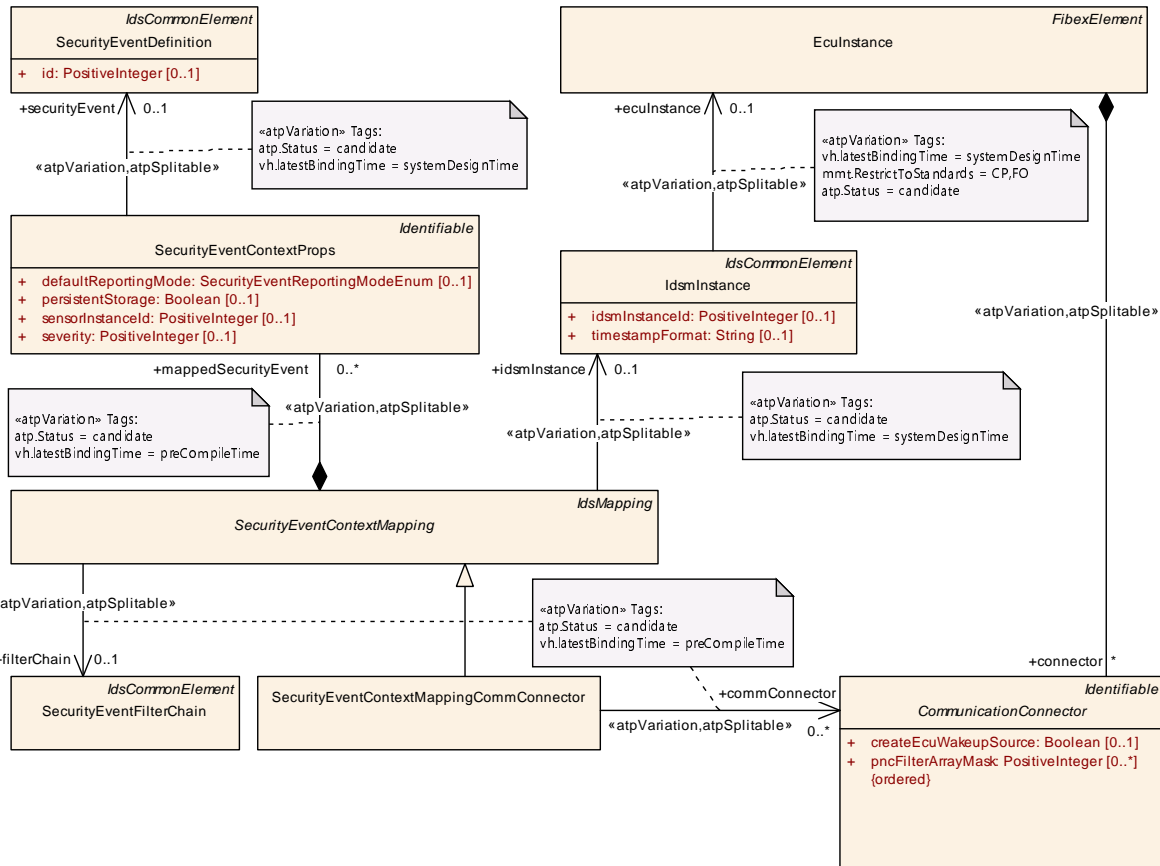 IdsCommonElement
SecurityEventDefinition
+ id: PositiveInteger [0..1]
FibexElement
EcuInstance
+securityEvent 0..1
«atpVariation» Tags:
atp.Status = candidate
vh.latestBindingTime = systemDesignTime
«atpVariation,atpSplitable»
+ecuInstance 0..1
«atpVariation» Tags:
vh.latestBindingTime = systemDesignTime
mmt.RestrictToStandards = CP,FO
atp.Status = candidate
«atpVariation,atpSplitable»
Identifiable
SecurityEventContextProps
+ defaultReportingMode: SecurityEventReportingModeEnum [0..1]
+ persistentStorage: Boolean [0..1]
+ sensorInstanceId: PositiveInteger [0..1]
+ severity: PositiveInteger [0..1]
IdsCommonElement
IdsmInstance
+ idsmInstanceId: PositiveInteger [0..1]
+ timestampFormat: String [0..1]
«atpVariation,atpSplitable»
+mappedSecurityEvent 0..*
«atpVariation» Tags:
atp.Status = candidate
vh.latestBindingTime = preCompileTime
«atpVariation,atpSplitable»
+idsmInstance 0..1
«atpVariation» Tags:
atp.Status = candidate
vh.latestBindingTime = systemDesignTime
«atpVariation,atpSplitable»
IdsMapping
SecurityEventContextMapping
atpVariation,atpSplitable»
«atpVariation» Tags:
atp.Status = candidate
vh.latestBindingTime = preCompileTime
filterChain 0..1
IdsCommonElement
SecurityEventFilterChain
SecurityEventContextMappingCommConnector
+commConnector
«atpVariation,atpSplitable»
0..*
+connector *
Identifiable
CommunicationConnector
+ createEcuWakeupSource: Boolean [0..1]
+ pncFilterArrayMask: PositiveInteger [0..*]
{ordered}